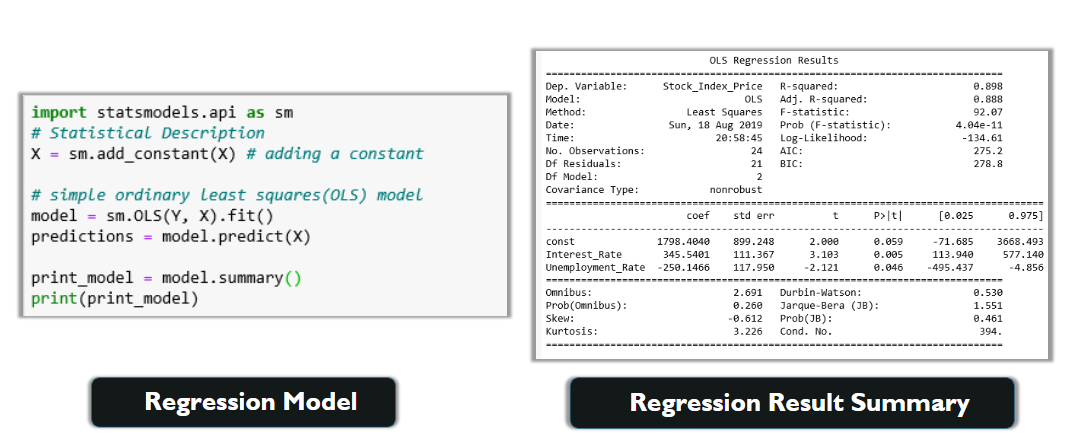 import statsmodels.api as sm
# Statistical Description
X = sm.add_constant(X) # adding a constant
# simple ordinary least squares(OLS) model
model = sm.OLS(Y, X).fit()
predictions = model.predict(X)
print_model = model.summary()
print(print_model)
Regression Model
OLS Regression Results
==============================================================================
Dep. Variable: Stock_Index_Price R-squared: 0.898
Model: OLS Adj. R-squared: 0.888
Method: Least Squares F-statistic: 92.07
Date: Sun, 18 Aug 2019 Prob (F-statistic): 4.04e-11
Time: 20:58:45 Log-Likelihood: -134.61
No. Observations: 24 AIC: 275.2
Df Residuals: 21 BIC: 278.8
Df Model: 2
Covariance Type: nonrobust
=====================================================================================
coef std err t P>|t| [0.025 0.975]
-------------------------------------------------------------------------------------
const 1798.4040 899.248 2.000 0.059 -71.685 3668.493
Interest_Rate 345.5401 111.367 3.103 0.005 113.940 577.140
Unemployment_Rate -250.1466 117.950 -2.121 0.046 -495.437 -4.856
==============================================================================
Omnibus: 2.691 Durbin-Watson: 0.530
Prob(Omnibus): 0.260 Jarque-Bera (JB): 1.551
Skew: -0.612 Prob(JB): 0.461
Kurtosis: 3.226 Cond. No. 394.
==============================================================================
Regression Result Summary